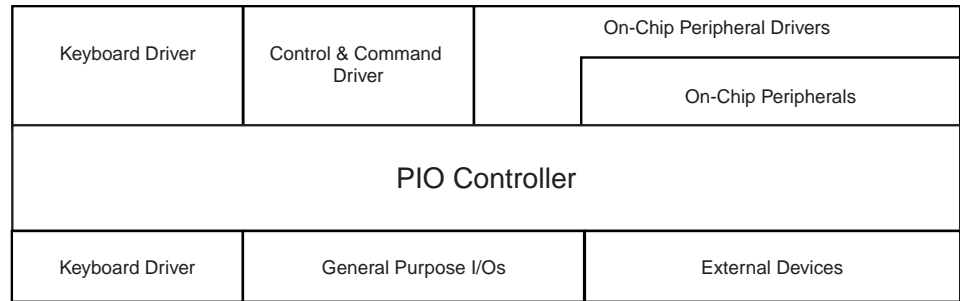 Keyboard Driver
Control & Command
Driver
On-Chip Peripheral Drivers
On-Chip Peripherals
PIO Controller
Keyboard Driver
General Purpose I/Os
External Devices